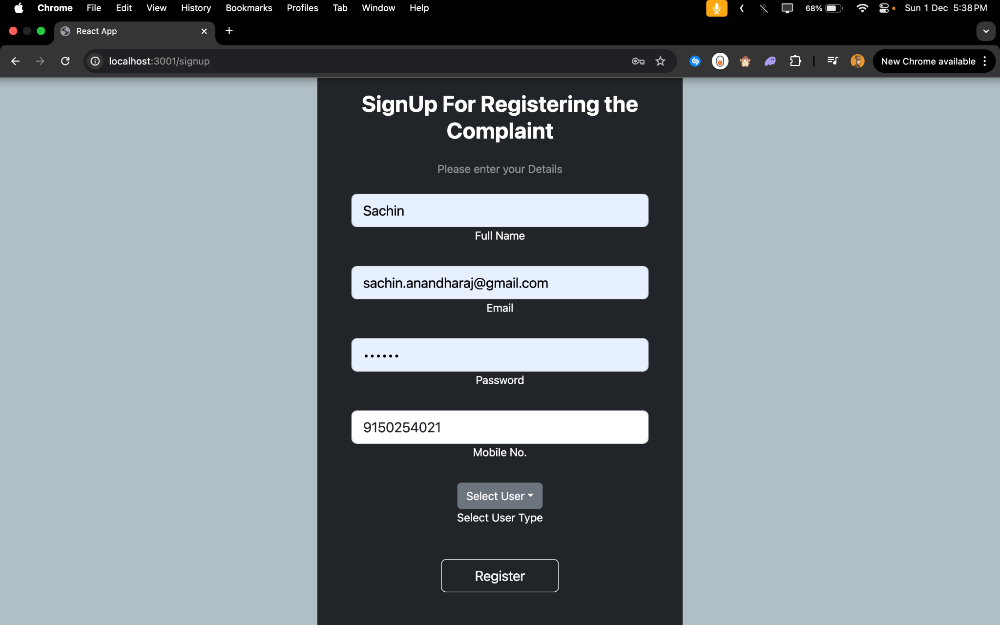 Chrome File Edit View History Bookmarks Profiles Tab Window Help 68% Sun 1 Dec 5:38 PM
React App
localhost:3001/signup New Chrome available
SignUp For Registering the
Complaint
Please enter your Details
Sachin
Full Name
sachin.anandharaj@gmail.com
Email
••••••
Password
9150254021
Mobile No.
Select User
Select User Type
Register